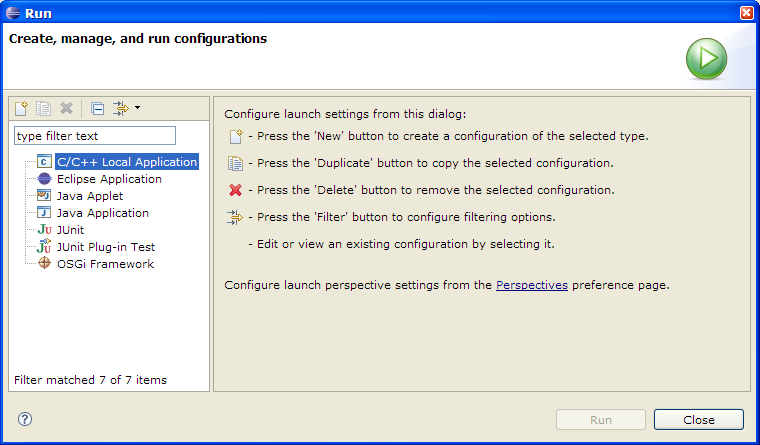 Run
Create, manage, and run configurations
type filter text
C/C++ Local Application
Eclipse Application
Java Applet
Java Application
JUnit
JUnit Plug-in Test
OSGi Framework
Filter matched 7 of 7 items
Configure launch settings from this dialog:
- Press the 'New' button to create a configuration of the selected type.
- Press the 'Duplicate' button to copy the selected configuration.
- Press the 'Delete' button to remove the selected configuration.
- Press the 'Filter' button to configure filtering options.
- Edit or view an existing configuration by selecting it.
Configure launch perspective settings from the Perspectives preference page.
Run
Close